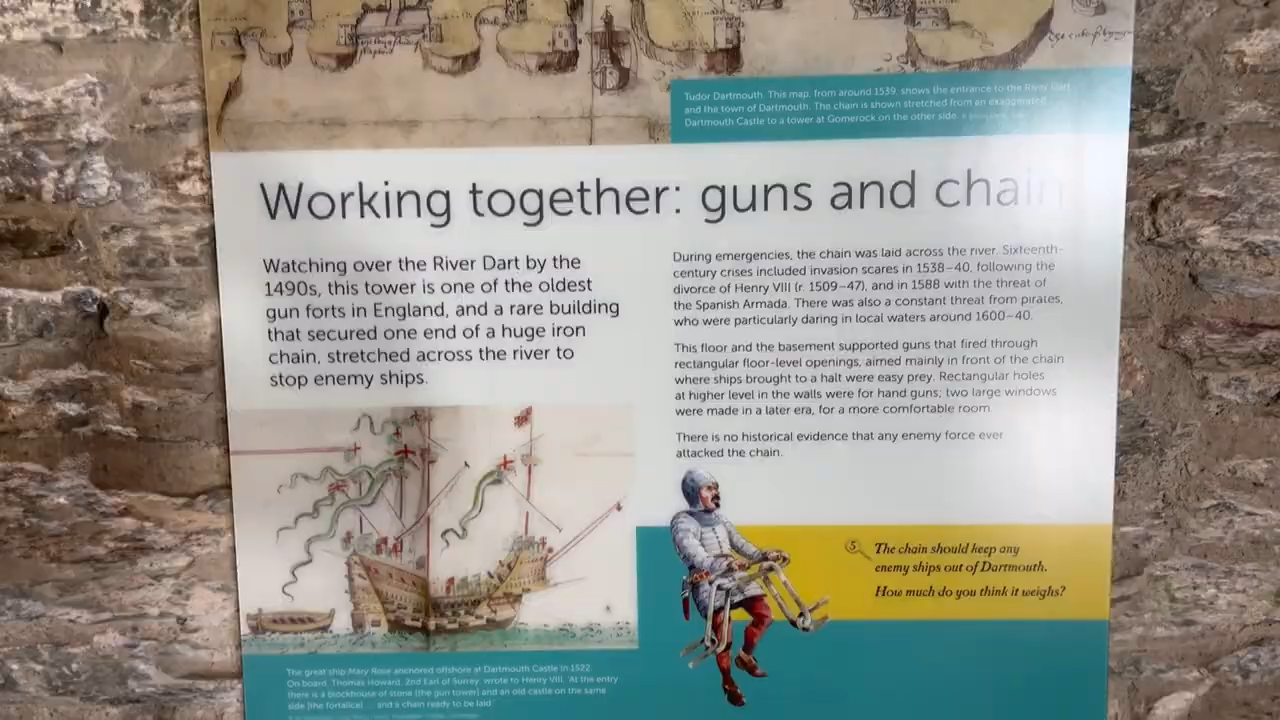 Tudor Dartmouth. This map, from around 1539, shows the entrance to the River Dart
and the town of Dartmouth. The chain is shown stretched from an exaggerated
Dartmouth Castle to a tower at Gomerock on the other side.
Working together: guns and chain
Watching over the River Dart by the
1490s, this tower is one of the oldest
gun forts in England, and a rare building
that secured one end of a huge iron
chain, stretched across the river to
stop enemy ships.
During emergencies, the chain was laid across the river. Sixteenth-
century crises included invasion scares in 1538–40, following the
divorce of Henry VIII (r. 1509–47), and in 1588 with the threat of
the Spanish Armada. There was also a constant threat from pirates,
who were particularly daring in local waters around 1600–40.
This floor and the basement supported guns that fired through
rectangular floor-level openings, aimed mainly in front of the chain
where ships brought to a halt were easy prey. Rectangular holes
at higher level in the walls were for hand guns; two large windows
were made in a later era, for a more comfortable room.
There is no historical evidence that any enemy force ever
attacked the chain.
5
The chain should keep any
enemy ships out of Dartmouth.
How much do you think it weighs?
The great ship Mary Rose anchored offshore at Dartmouth Castle in 1522.
On board, Thomas Howard, 2nd Earl of Surrey, wrote to Henry VIII, 'At this entry
there is a blockhouse of stone [the gun tower] and an old castle on the same
side [the fortalice] ... and a chain ready to be laid